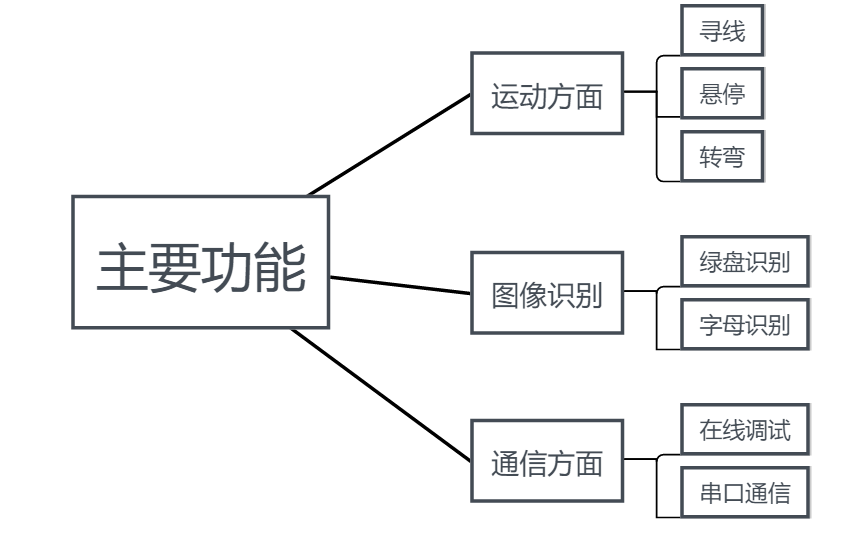 主要功能
运动方面
寻线
悬停
转弯
图像识别
绿盘识别
字母识别
通信方面
在线调试
串口通信